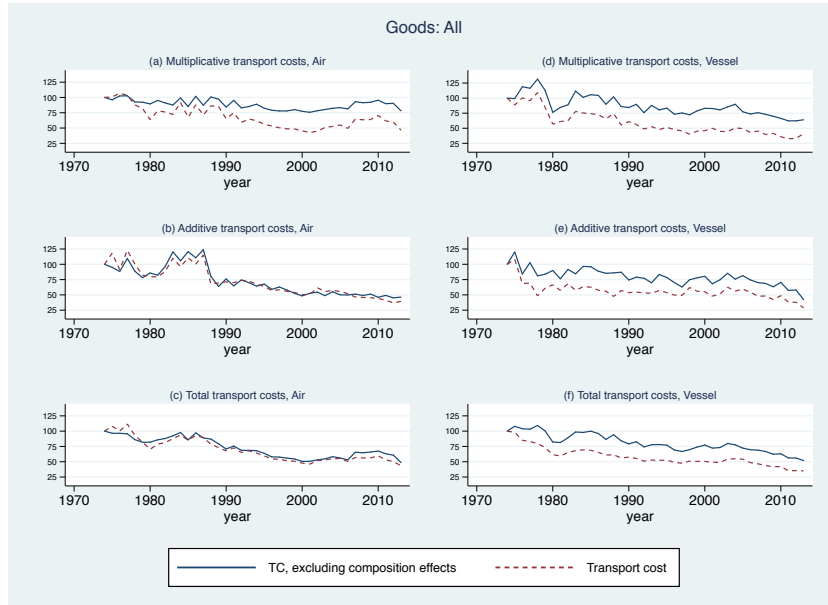 Goods: All
(a) Multiplicative transport costs, Air
125
100
75
50
25
1970 1980 1990 2000 2010
year
(d) Multiplicative transport costs, Vessel
125
100
75
50
25
1970 1980 1990 2000 2010
year
(b) Additive transport costs, Air
125
100
75
50
25
1970 1980 1990 2000 2010
year
(e) Additive transport costs, Vessel
125
100
75
50
25
1970 1980 1990 2000 2010
year
(c) Total transport costs, Air
125
100
75
50
25
1970 1980 1990 2000 2010
year
(f) Total transport costs, Vessel
125
100
75
50
25
1970 1980 1990 2000 2010
year
TC, excluding composition effects
Transport cost